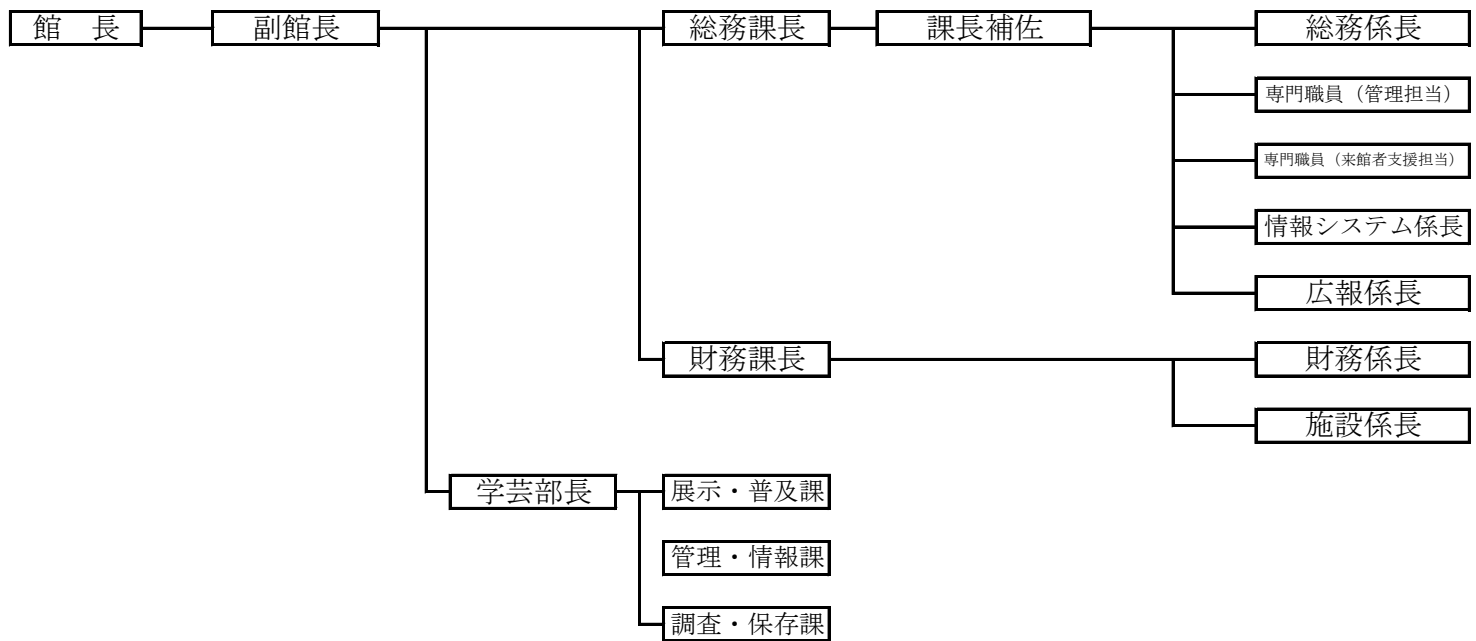 館　長
副館長
総務課長
課長補佐
総務係長
専門職員（管理担当）
専門職員（来館者支援担当）
情報システム係長
広報係長
財務課長
財務係長
施設係長
学芸部長
展示・普及課
管理・情報課
調査・保存課